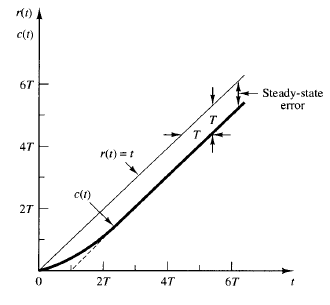 r(t)
c(t)
6T
Steady-state
error
T
T
4T
r(t) = t
c(t)
2T
0
2T
4T
6T
t